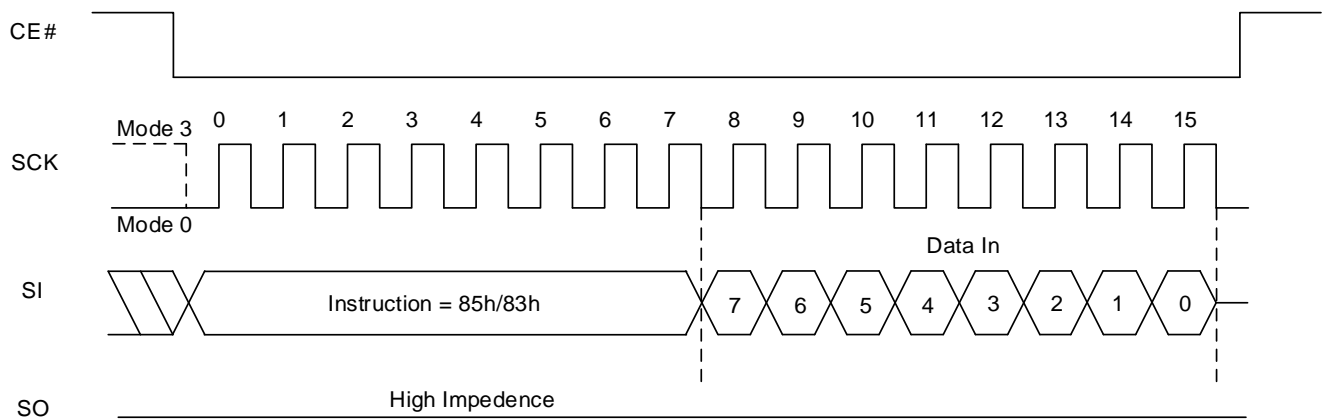 CE#
Mode 3
0 1 2 3 4 5 6 7 8 9 10 11 12 13 14 15
SCK
Mode 0
Data In
SI
Instruction = 85h/83h
7 6 5 4 3 2 1 0
High Impedence
SO